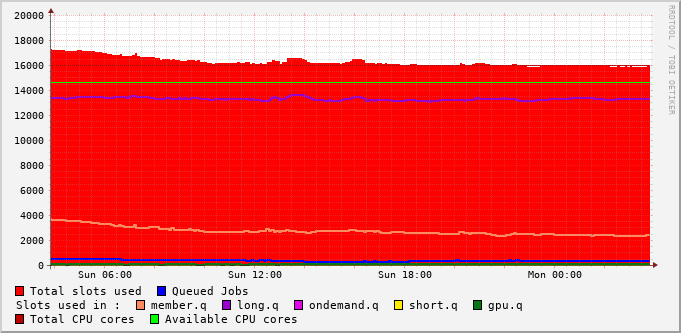 RRDTOOL / TOBI OETIKER
20000
18000
16000
14000
12000
10000
8000
6000
4000
2000
0
Sun 06:00 Sun 12:00 Sun 18:00 Mon 00:00
Total slots used Queued Jobs
Slots used in : member.q long.q ondemand.q short.q gpu.q
Total CPU cores Available CPU cores